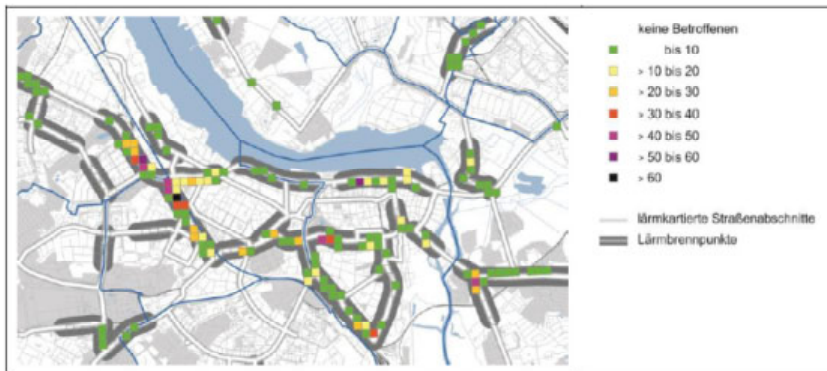 keine Betroffenen
bis 10
> 10 bis 20
> 20 bis 30
> 30 bis 40
> 40 bis 50
> 50 bis 60
> 60
lärmkartierte Straßenabschnitte
Lärmbrennpunkte